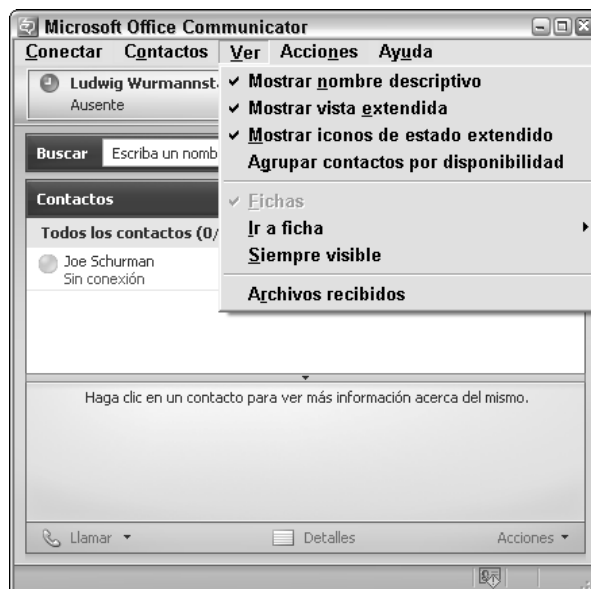 Microsoft Office Communicator
Conectar Contactos Ver Acciones Ayuda
Ludwig Wurmannst
Ausente
Mostrar nombre descriptivo
Mostrar vista extendida
Mostrar iconos de estado extendido
Agrupar contactos por disponibilidad
Fichas
Ir a ficha
Siempre visible
Archivos recibidos
Buscar Escriba un nomb
Contactos
Todos los contactos (0/
Joe Schurman
Sin conexión
Haga clic en un contacto para ver más información acerca del mismo.
Llamar Detalles Acciones